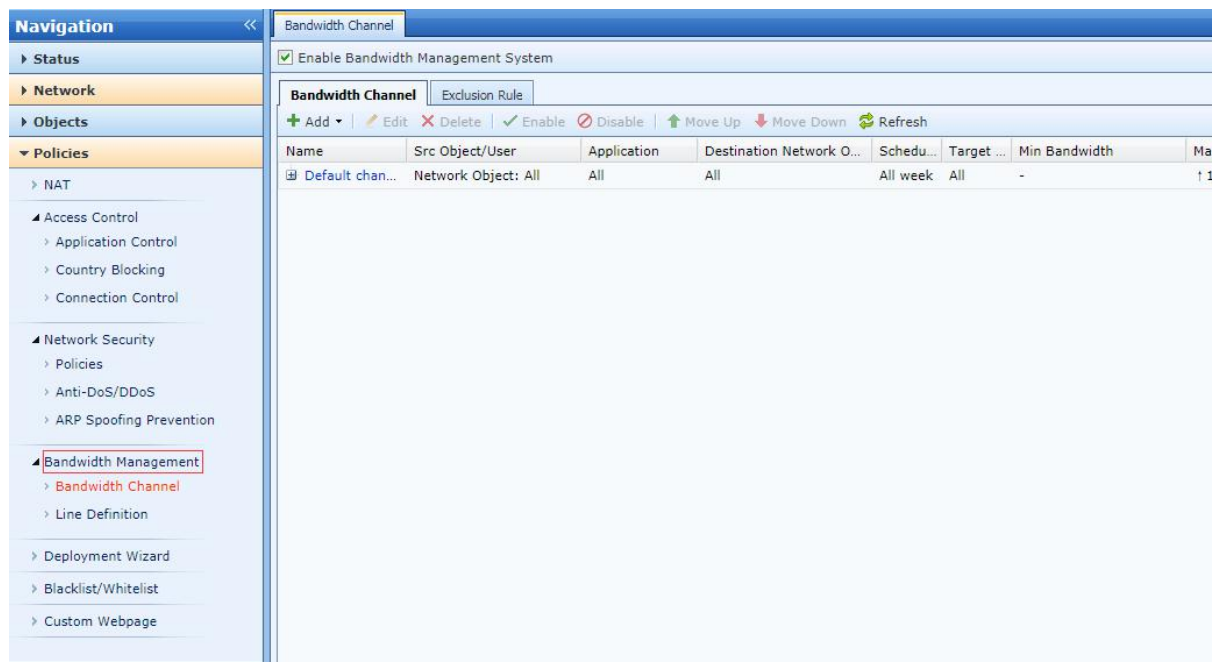 Navigation
Status
Network
Objects
Policies
NAT
Access Control
Application Control
Country Blocking
Connection Control
Network Security
Policies
Anti-DoS/DDoS
ARP Spoofing Prevention
Bandwidth Management
Bandwidth Channel
Line Definition
Deployment Wizard
Blacklist/Whitelist
Custom Webpage
Bandwidth Channel
Enable Bandwidth Management System
Bandwidth Channel Exclusion Rule
Add Edit Delete Enable Disable Move Up Move Down Refresh
Name Src Object/User Application Destination Network O... Schedu... Target ... Min Bandwidth Ma
Default chan... Network Object: All All All All week All - ↑ 1